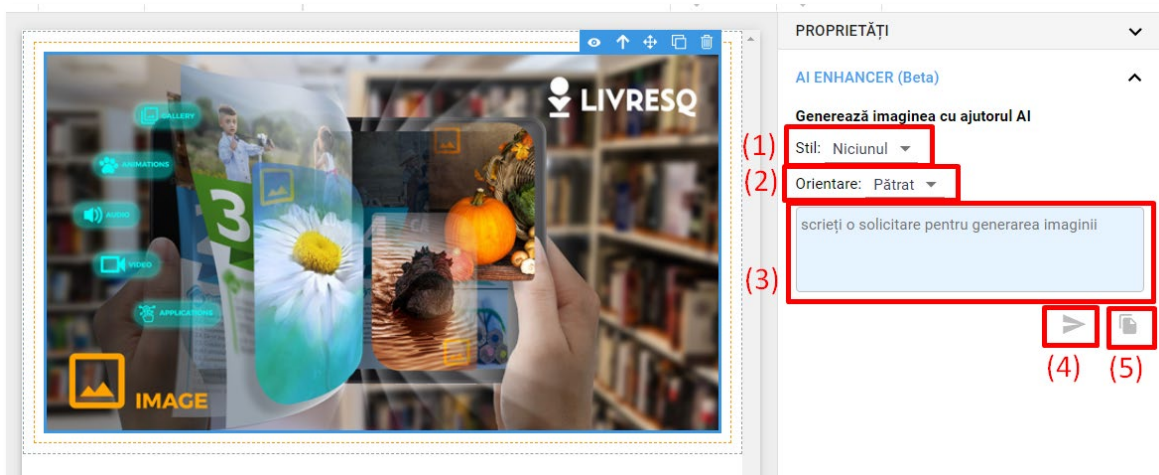 PROPRIETĂȚI
AI ENHANCER (Beta)
Generează imaginea cu ajutorul AI
(1)
Stil: Niciunul
(2)
Orientare: Pătrat
(3)
scrieți o solicitare pentru generarea imaginii
(4)
(5)
LIVRESQ
GALLERY
ANIMATIONS
AUDIO
VIDEO
APPLICATIONS
3
IMAGE